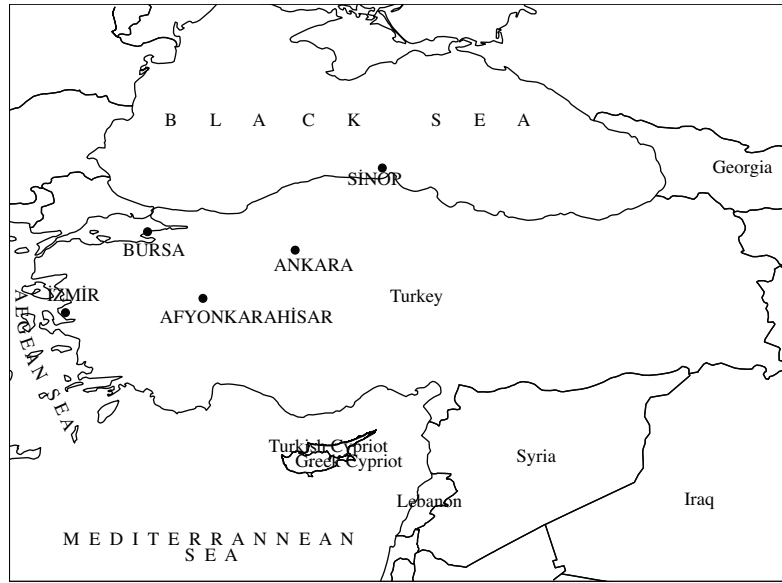 B L A C K S E A
Georgia
SİNOP
BURSA
ANKARA
İZMİR
Turkey
AFYONKARAHİSAR
AEGEAN SEA
Turkish Cypriot
Greek Cypriot
Syria
Lebanon
Iraq
M E D I T E R R A N N E A N
S E A